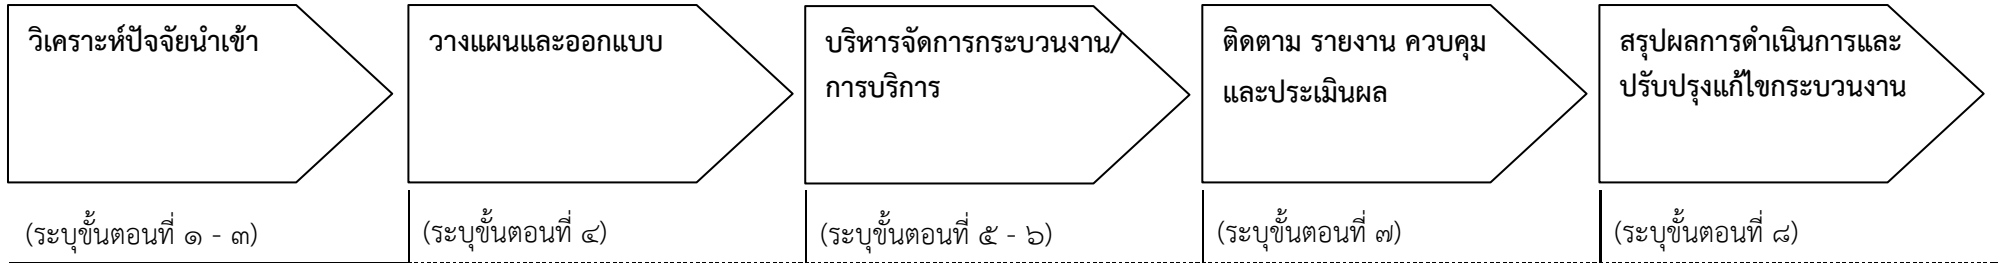 วิเคราะห์ปัจจัยนำเข้า
วางแผนและออกแบบ
บริหารจัดการกระบวนงาน/
การบริการ
ติดตาม รายงาน ควบคุม
และประเมินผล
สรุปผลการดำเนินการและ
ปรับปรุงแก้ไขกระบวนงาน
(ระบุขั้นตอนที่ ๑ - ๓)
(ระบุขั้นตอนที่ ๔)
(ระบุขั้นตอนที่ ๕ - ๖)
(ระบุขั้นตอนที่ ๗)
(ระบุขั้นตอนที่ ๘)